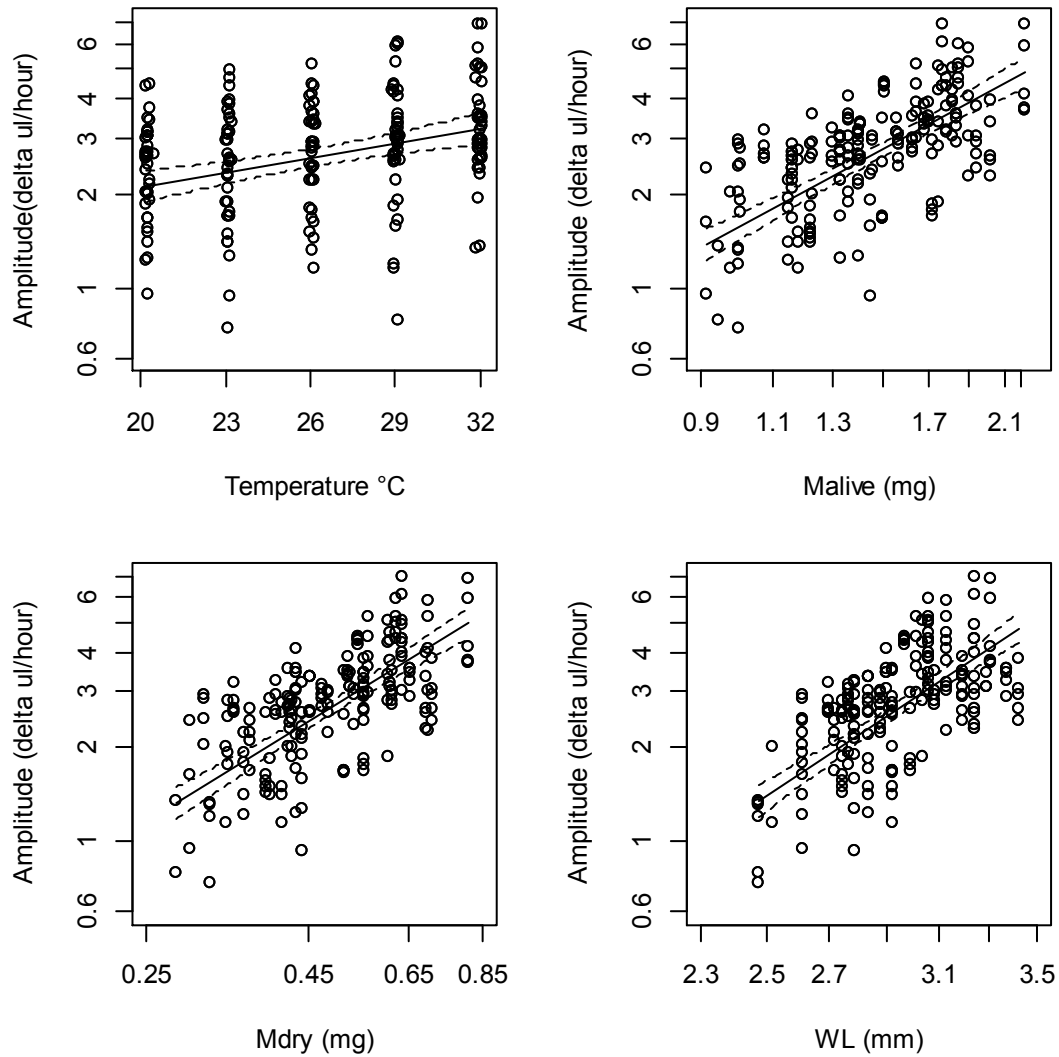 Amplitude(delta ul/hour)
6
4
3
2
1
0.6
20 23 26 29 32
Temperature °C
Amplitude (delta ul/hour)
6
4
3
2
1
0.6
0.9 1.1 1.3 1.7 2.1
Malive (mg)
Amplitude (delta ul/hour)
6
4
3
2
1
0.6
0.25 0.45 0.65 0.85
Mdry (mg)
Amplitude (delta ul/hour)
6
4
3
2
1
0.6
2.3 2.5 2.7 3.1 3.5
WL (mm)